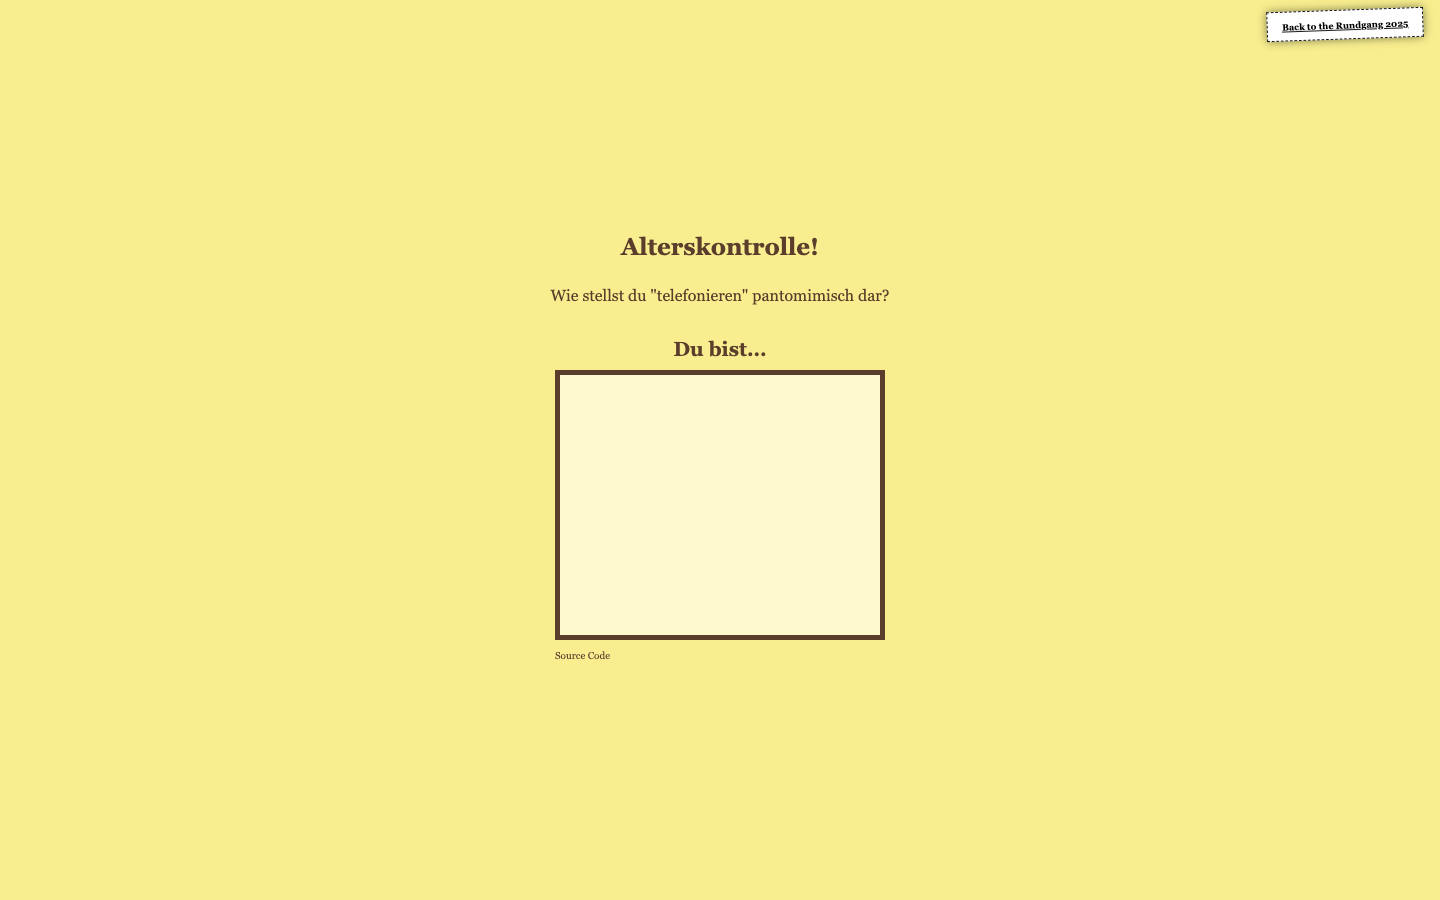 Back to the Rundgang 2025
Alterskontrolle!
Wie stellst du "telefonieren" pantomimisch dar?
Du bist...
Source Code